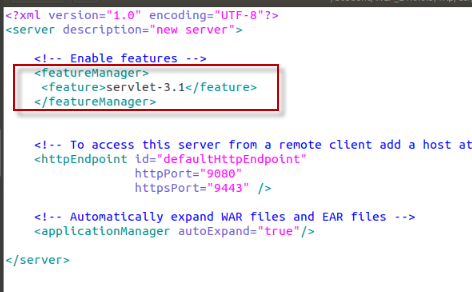 <?xml version="1.0" encoding="UTF-8"?>
<server description="new server">
<!-- Enable features -->
<featureManager>
<feature>servlet-3.1</feature>
</featureManager>
<!-- To access this server from a remote client add a host at
<httpEndpoint id="defaultHttpEndpoint"
httpPort="9080"
httpsPort="9443" />
<!-- Automatically expand WAR files and EAR files -->
<applicationManager autoExpand="true"/>
</server>